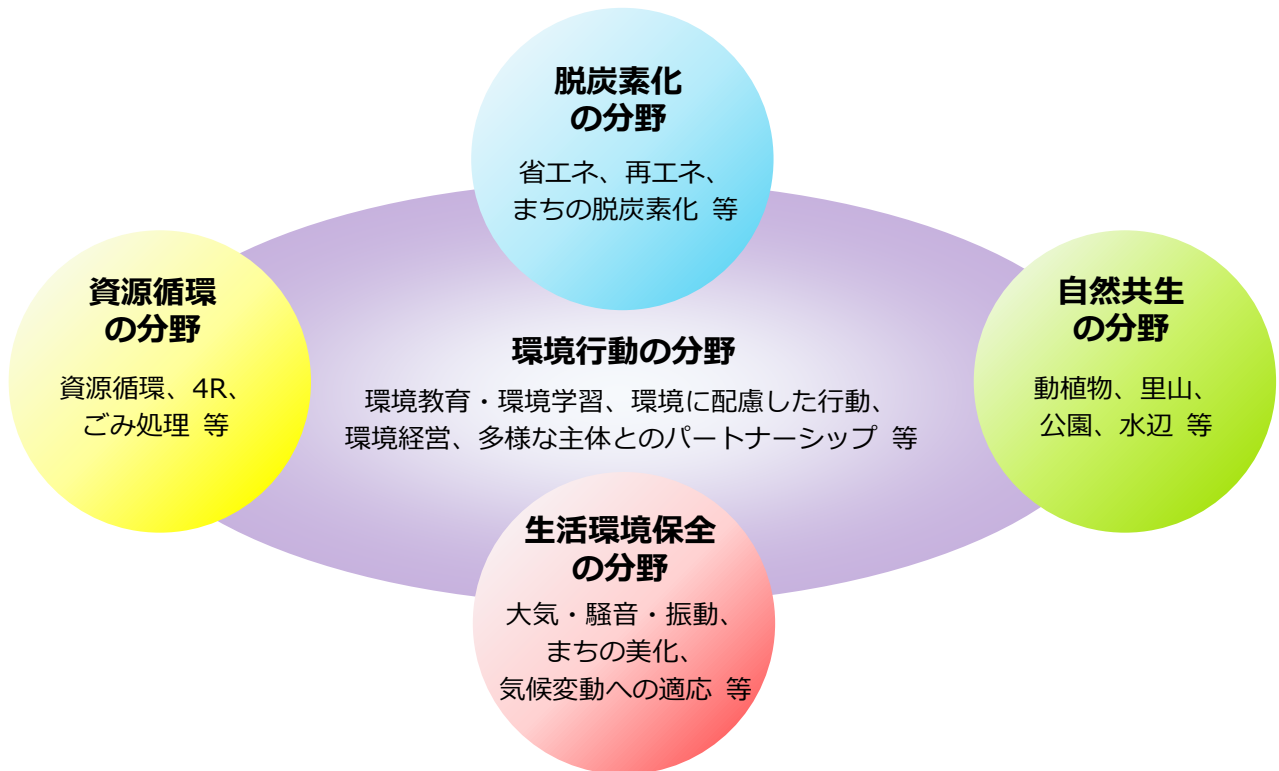 脱炭素化
の分野
省エネ、再エネ、
まちの脱炭素化 等
資源循環
の分野
資源循環、4R、
ごみ処理 等
環境行動の分野
環境教育・環境学習、環境に配慮した行動、
環境経営、多様な主体とのパートナーシップ 等
自然共生
の分野
動植物、里山、
公園、水辺 等
生活環境保全
の分野
大気・騒音・振動、
まちの美化、
気候変動への適応 等